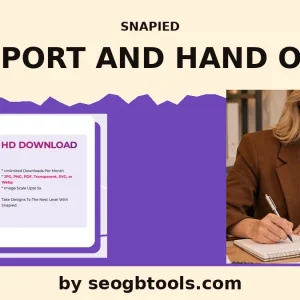 SNAPIED
PORT AND HAND O
HD DOWNLOAD
* Unlimited Downloads Per Month
* JPG, PNG, PDF, Transparent, SVG, or
Webp
* Image Scale Upto 5x.
Take Designs To The Next Level With
Snapied
by seogbtools.com